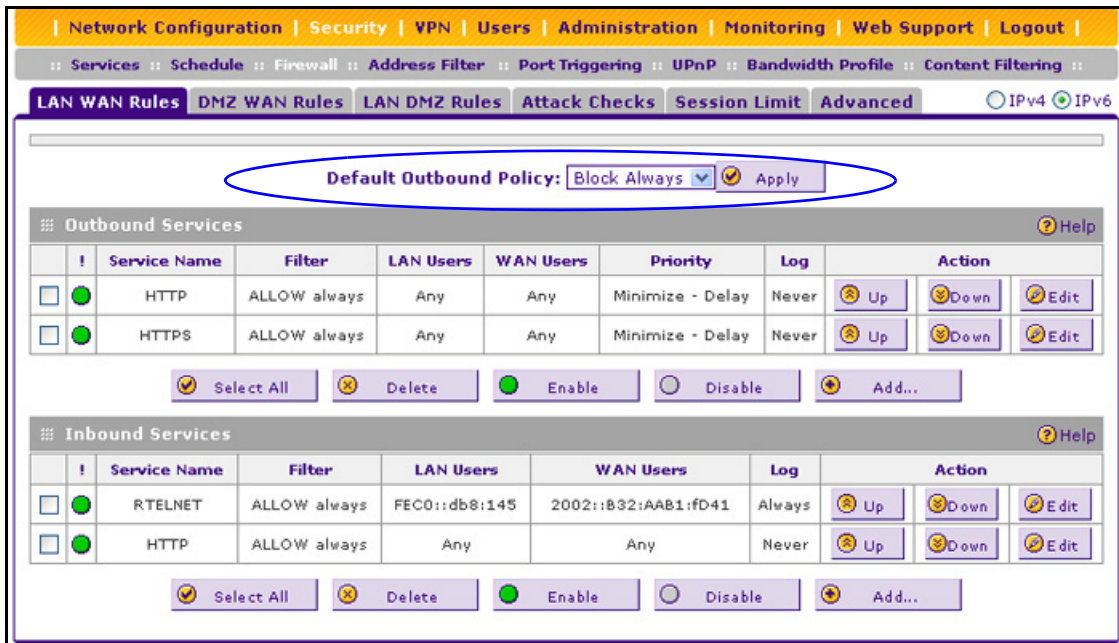 | Network Configuration | Security | VPN | Users | Administration | Monitoring | Web Support | Logout |
:: Services :: Schedule :: Firewall :: Address Filter :: Port Triggering :: UPnP :: Bandwidth Profile :: Content Filtering ::
LAN WAN Rules DMZ WAN Rules LAN DMZ Rules Attack Checks Session Limit Advanced IPv4 IPv6
Default Outbound Policy: Block Always Apply
Outbound Services Help
! Service Name Filter LAN Users WAN Users Priority Log Action
HTTP ALLOW always Any Any Minimize - Delay Never Up Down Edit
HTTPS ALLOW always Any Any Minimize - Delay Never Up Down Edit
Select All Delete Enable Disable Add...
Inbound Services Help
! Service Name Filter LAN Users WAN Users Log Action
RTELNET ALLOW always FEC0::db8:145 2002::B32:AAB1:fD41 Always Up Down Edit
HTTP ALLOW always Any Any Never Up Down Edit
Select All Delete Enable Disable Add...